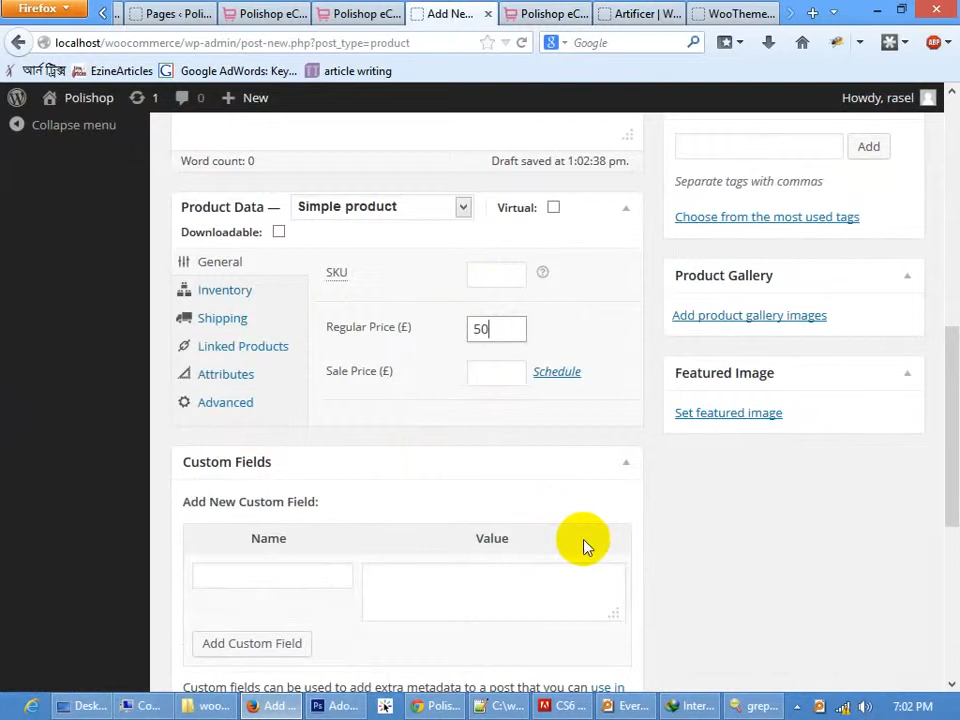 Firefox
Pages ‹ Poli...
Polishop eC...
Polishop eC...
Add Ne...
Polishop eC...
Artificer | W...
WooTheme...
localhost/woocommerce/wp-admin/post-new.php?post_type=product
Google
ABP
আর্ন ট্রিক্স
EzineArticles
Google AdWords: Key...
article writing
Polishop
1
0
New
Howdy, rasel
Collapse menu
Word count: 0
Draft saved at 1:02:38 pm.
Add
Separate tags with commas
Choose from the most used tags
Product Data —
Simple product
Virtual:
Downloadable:
General
Inventory
Shipping
Linked Products
Attributes
Advanced
SKU
Regular Price (£)
50
Sale Price (£)
Schedule
Product Gallery
Add product gallery images
Featured Image
Set featured image
Custom Fields
Add New Custom Field:
Name
Value
Add Custom Field
Custom fields can be used to add extra metadata to a post that you can use in
Desk...
Co...
woo...
Add ...
Ado...
Polis...
C:\w...
CS6 ...
Ever...
Inter...
grep...
7:02 PM